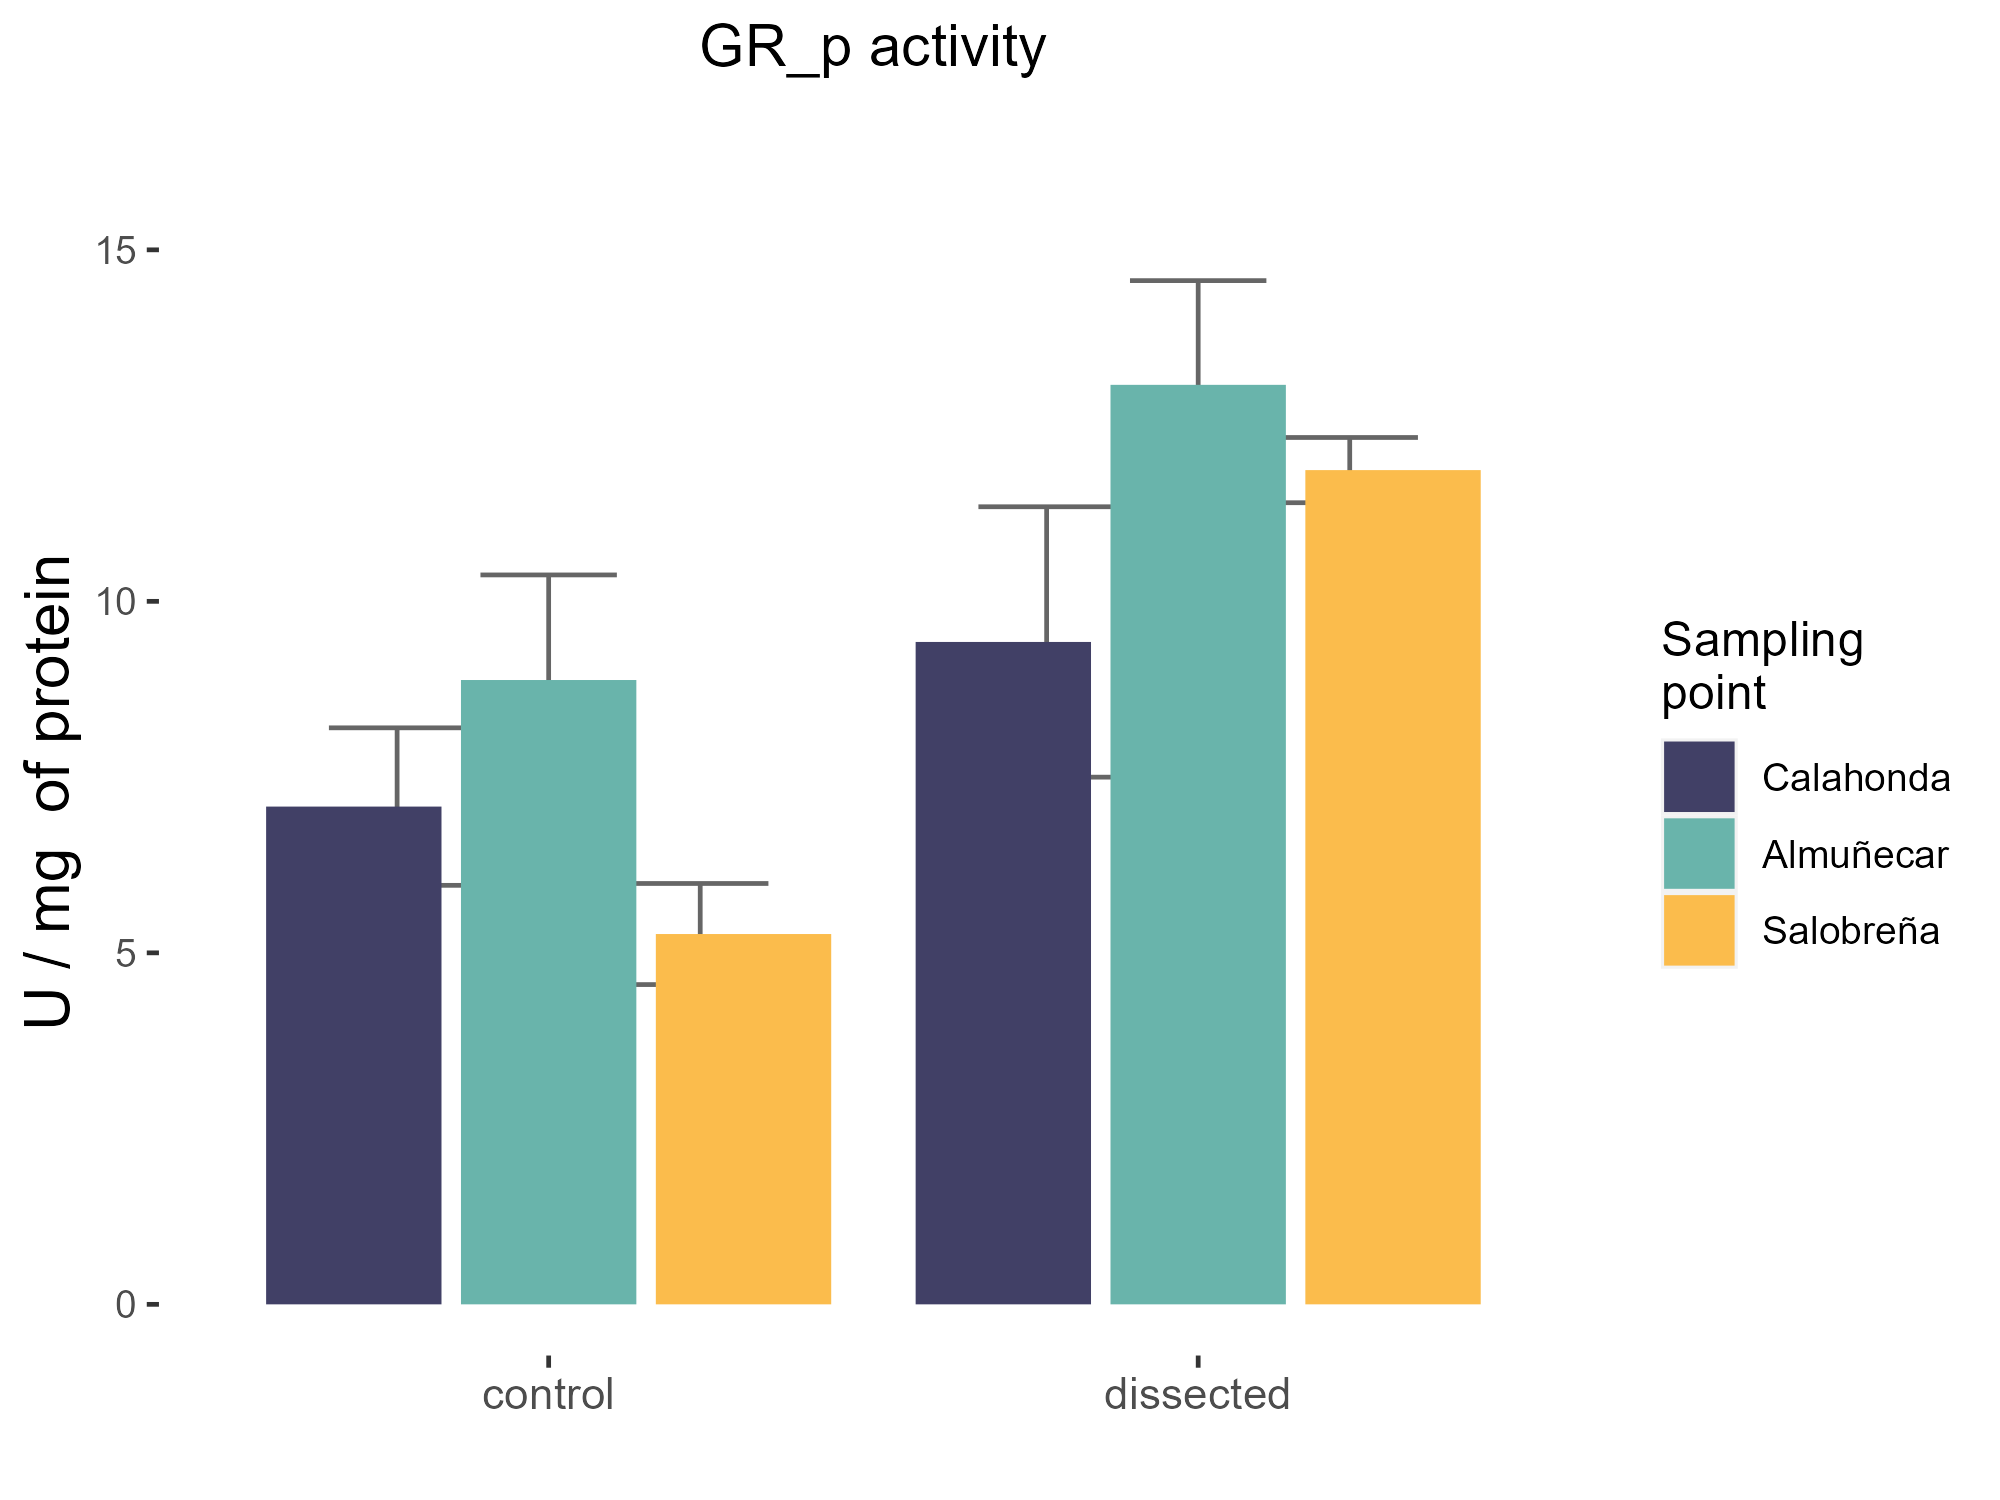 GR_p activity
U / mg  of protein
15
10
5
0
control
dissected
Sampling
point
Calahonda
Almuñecar
Salobreña